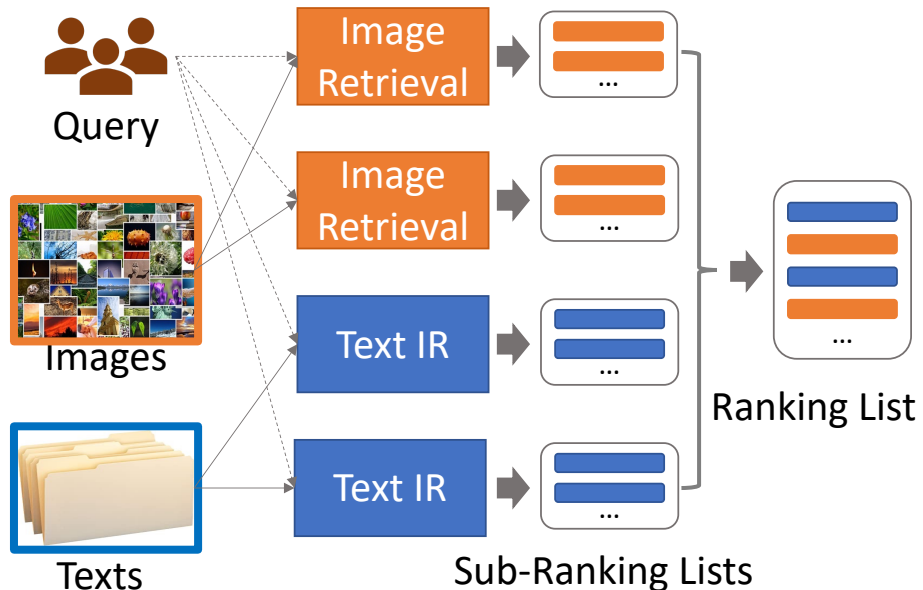 Query
Images
Texts
Image
Retrieval
Image
Retrieval
Text IR
Text IR
...
...
...
...
Sub-Ranking Lists
...
Ranking List